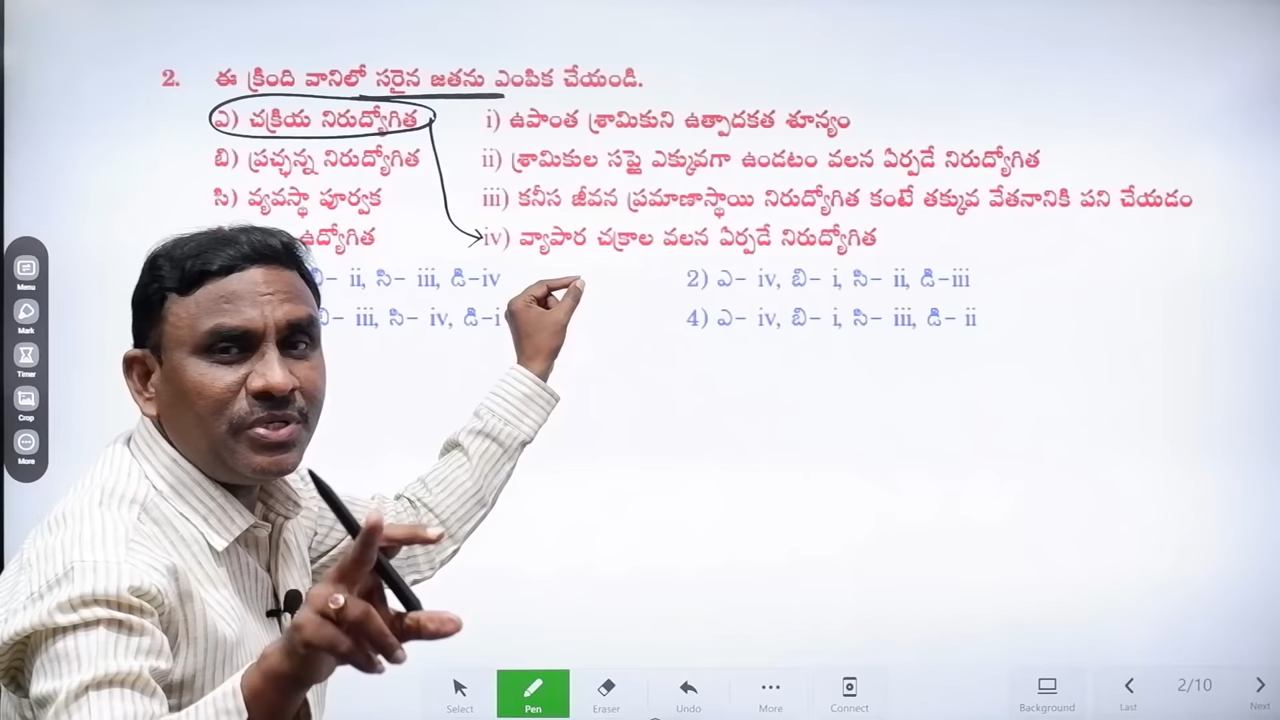 2. ఈ క్రింది వానిలో సరైన జతను ఎంపిక చేయండి.
ఎ) చక్రియ నిరుద్యోగిత i) ఉపాంత శ్రామికుని ఉత్పాదకత శూన్యం
బి) ప్రచ్ఛన్న నిరుద్యోగిత ii) శ్రామికుల సప్లై ఎక్కువగా ఉండటం వలన ఏర్పడే నిరుద్యోగిత
సి) వ్యవస్థా పూర్వక iii) కనీస జీవన ప్రమాణాస్థాయి నిరుద్యోగిత కంటే తక్కువ వేతనానికి పని చేయడం
ఉద్యోగిత iv) వ్యాపార చక్రాల వలన ఏర్పడే నిరుద్యోగిత
– ii, సి– iii, డి–iv 2) ఎ– iv, బి– i, సి– ii, డి–iii
– iii, సి– iv, డి–i 4) ఎ– iv, బి– i, సి– iii, డి– ii
Menu
Mark
Timer
Crop
More
Select Pen Eraser Undo More Connect Background Last 2/10 Next